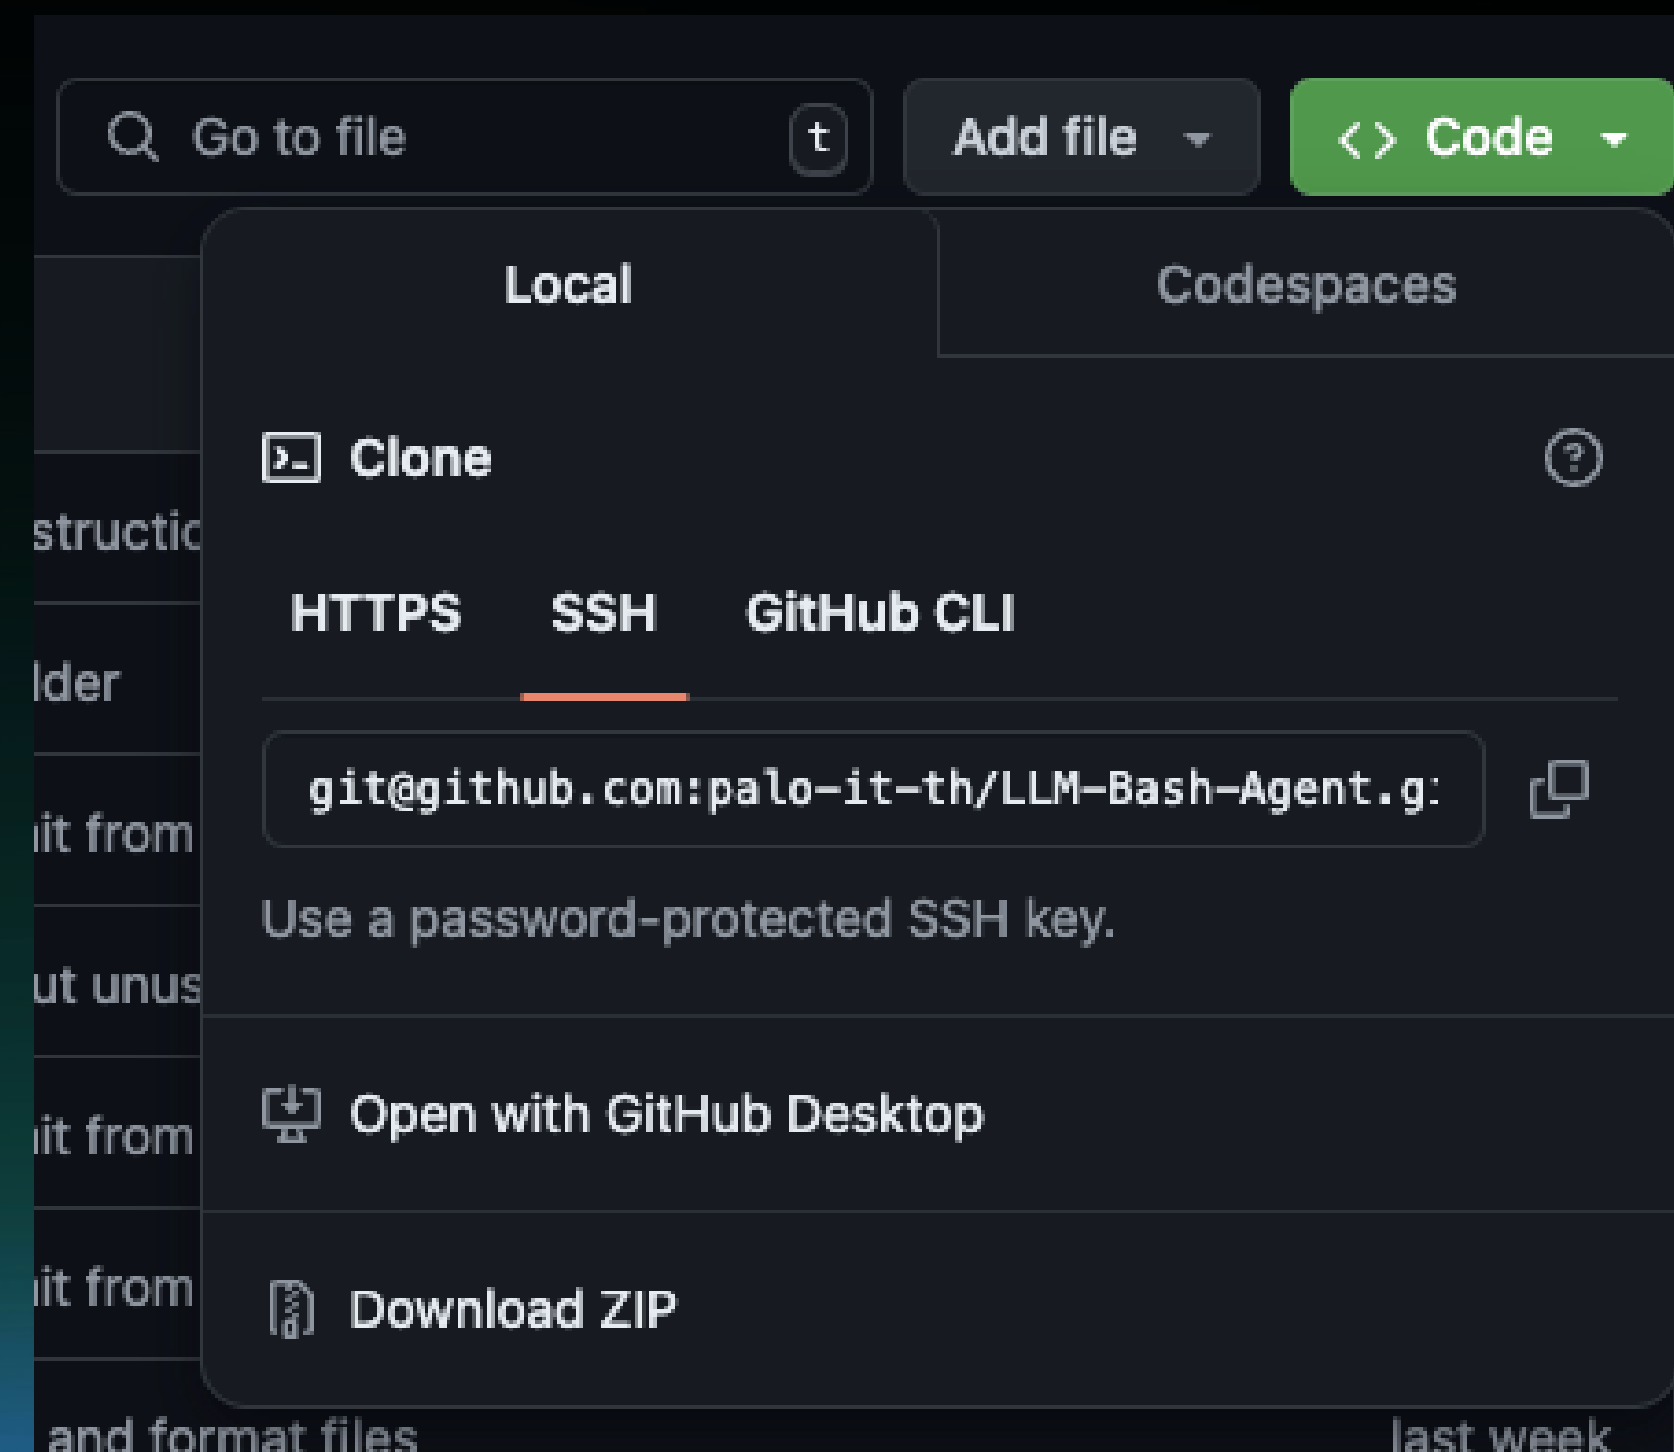 Go to file t Add file <> Code
Local Codespaces
Clone
HTTPS SSH GitHub CLI
git@github.com:palo-it-th/LLM-Bash-Agent.g
Use a password-protected SSH key.
Open with GitHub Desktop
Download ZIP
lder
it from
ut unus
it from
it from
and format files last week